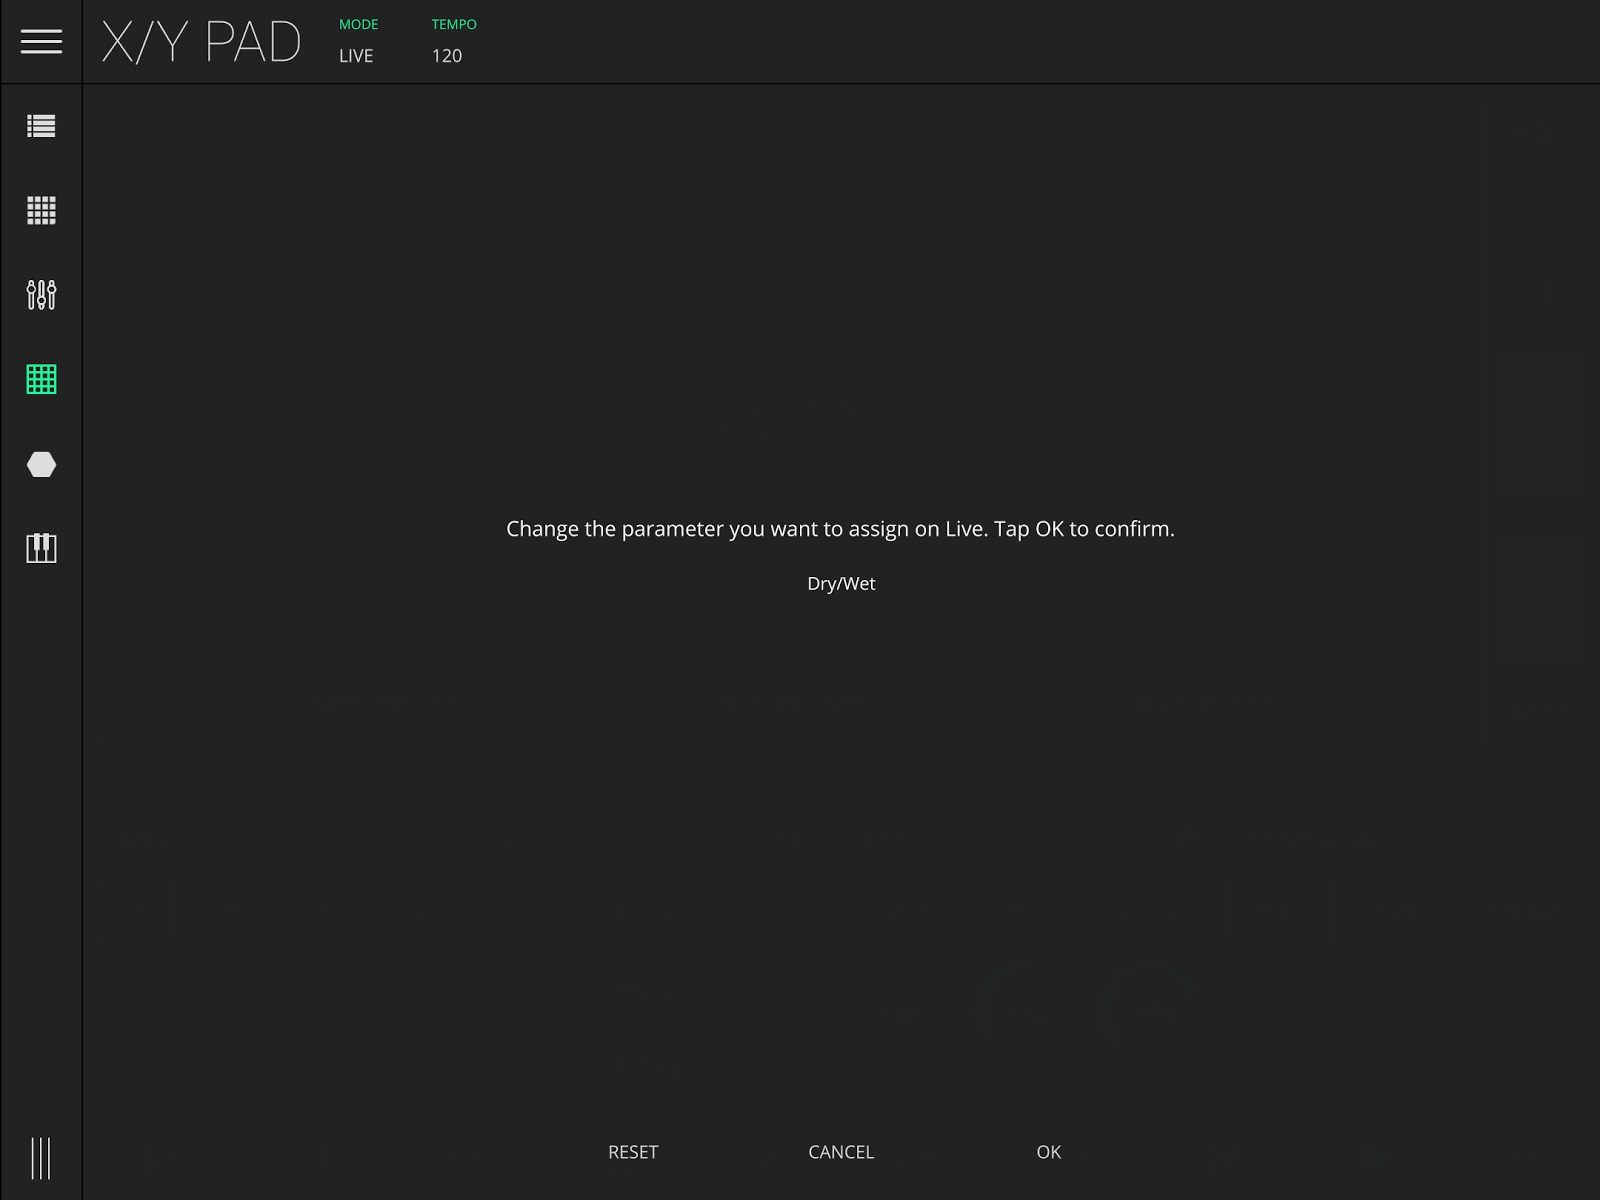 X/Y PAD
MODE
LIVE
TEMPO
120
Change the parameter you want to assign on Live. Tap OK to confirm.
Dry/Wet
RESET
CANCEL
OK